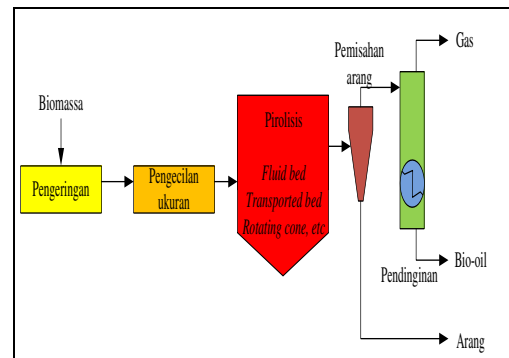 Biomassa
Pengeringan
Pengecilan
ukuran
Pirolisis
Fluid bed
Transported bed
Rotating cone, etc
Pemisahan
arang
Gas
Pendinginan
Bio-oil
Arang